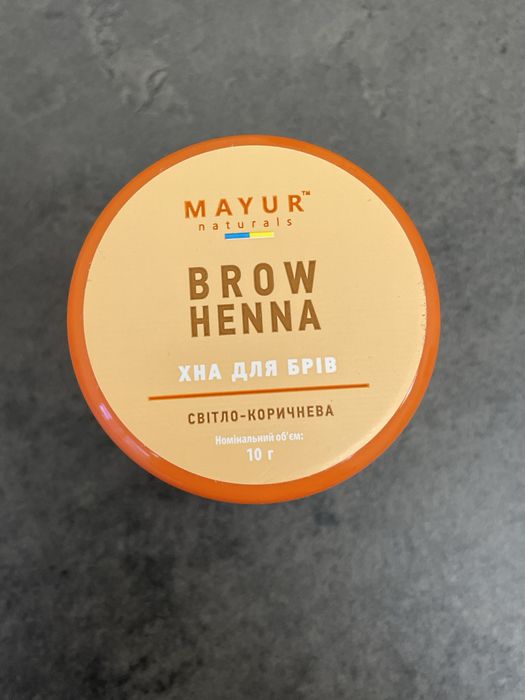 MAYUR™
naturals
BROW
HENNA
ХНА ДЛЯ БРІВ
СВІТЛО-КОРИЧНЕВА
Номінальний об'єм:
10 г